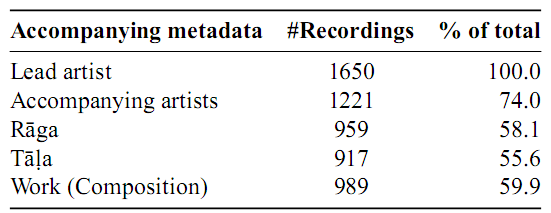 Accompanying metadata #Recordings % of total
Lead artist 1650 100.0
Accompanying artists 1221 74.0
Rāga 959 58.1
Tāḷa 917 55.6
Work (Composition) 989 59.9